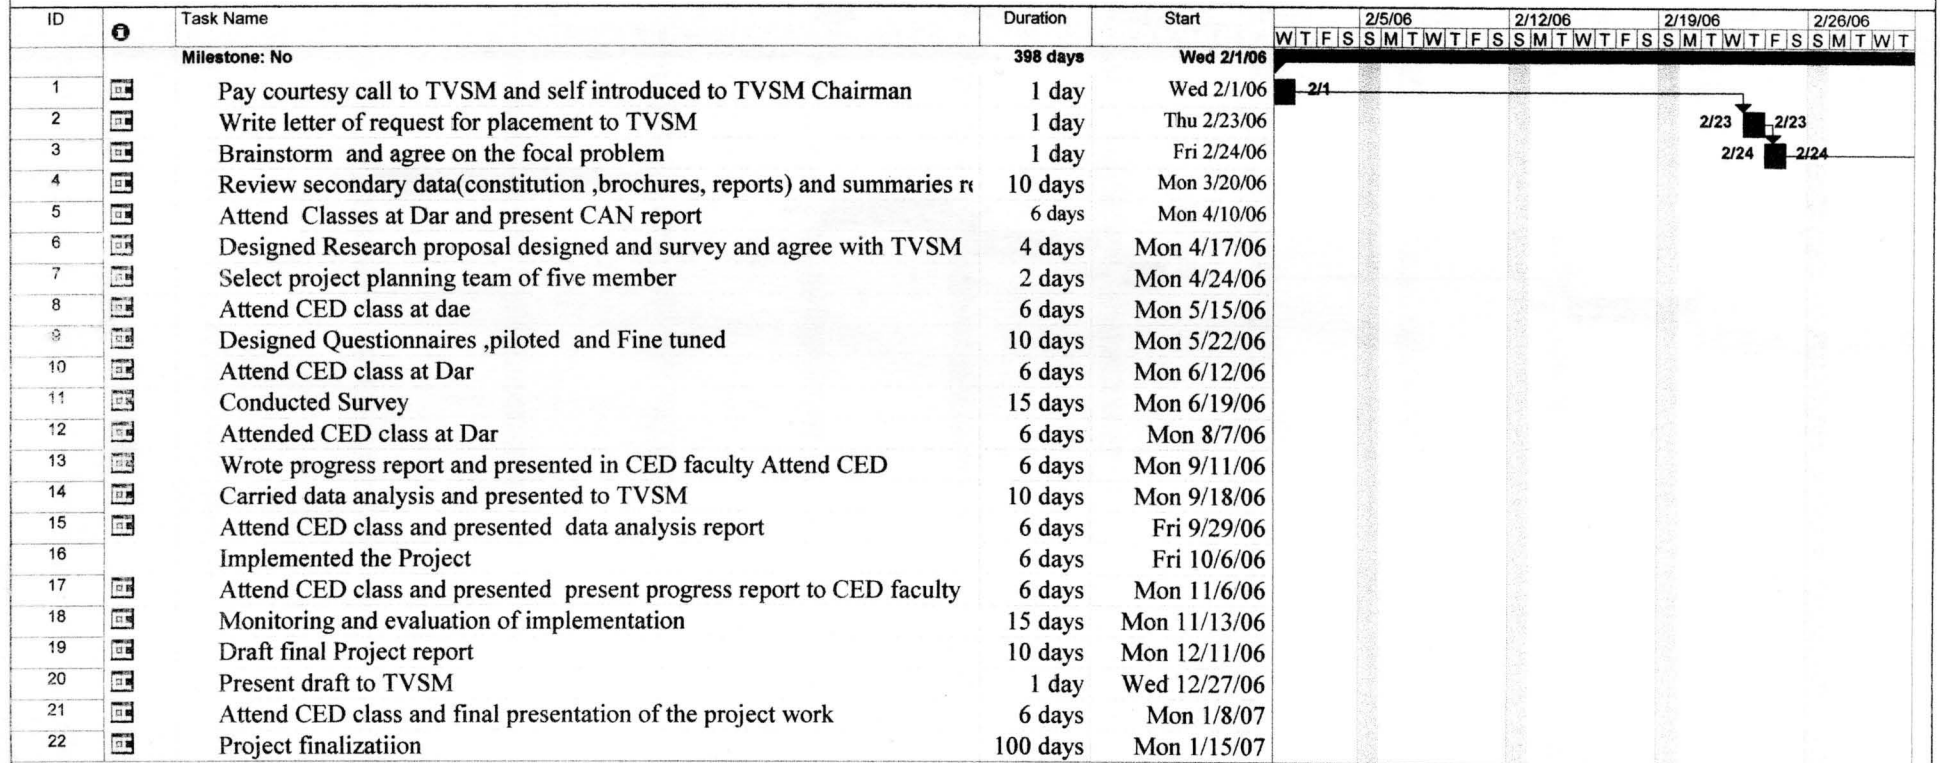 ID Task Name Duration Start 2/5/06 2/12/06 2/19/06 2/26/06
W T F S S M T W T F S S M T W T F S S M T W T F S S M T W T
Milestone: No 398 days Wed 2/1/06
1 Pay courtesy call to TVSM and self introduced to TVSM Chairman 1 day Wed 2/1/06 2/1
2 Write letter of request for placement to TVSM 1 day Thu 2/23/06 2/23 2/23
3 Brainstorm and agree on the focal problem 1 day Fri 2/24/06 2/24 2/24
4 Review secondary data(constitution ,brochures, reports) and summaries re 10 days Mon 3/20/06
5 Attend Classes at Dar and present CAN report 6 days Mon 4/10/06
6 Designed Research proposal designed and survey and agree with TVSM 4 days Mon 4/17/06
7 Select project planning team of five member 2 days Mon 4/24/06
8 Attend CED class at dae 6 days Mon 5/15/06
9 Designed Questionnaires ,piloted and Fine tuned 10 days Mon 5/22/06
10 Attend CED class at Dar 6 days Mon 6/12/06
11 Conducted Survey 15 days Mon 6/19/06
12 Attended CED class at Dar 6 days Mon 8/7/06
13 Wrote progress report and presented in CED faculty Attend CED 6 days Mon 9/11/06
14 Carried data analysis and presented to TVSM 10 days Mon 9/18/06
15 Attend CED class and presented data analysis report 6 days Fri 9/29/06
16 Implemented the Project 6 days Fri 10/6/06
17 Attend CED class and presented present progress report to CED faculty 6 days Mon 11/6/06
18 Monitoring and evaluation of implementation 15 days Mon 11/13/06
19 Draft final Project report 10 days Mon 12/11/06
20 Present draft to TVSM 1 day Wed 12/27/06
21 Attend CED class and final presentation of the project work 6 days Mon 1/8/07
22 Project finalizatiion 100 days Mon 1/15/07